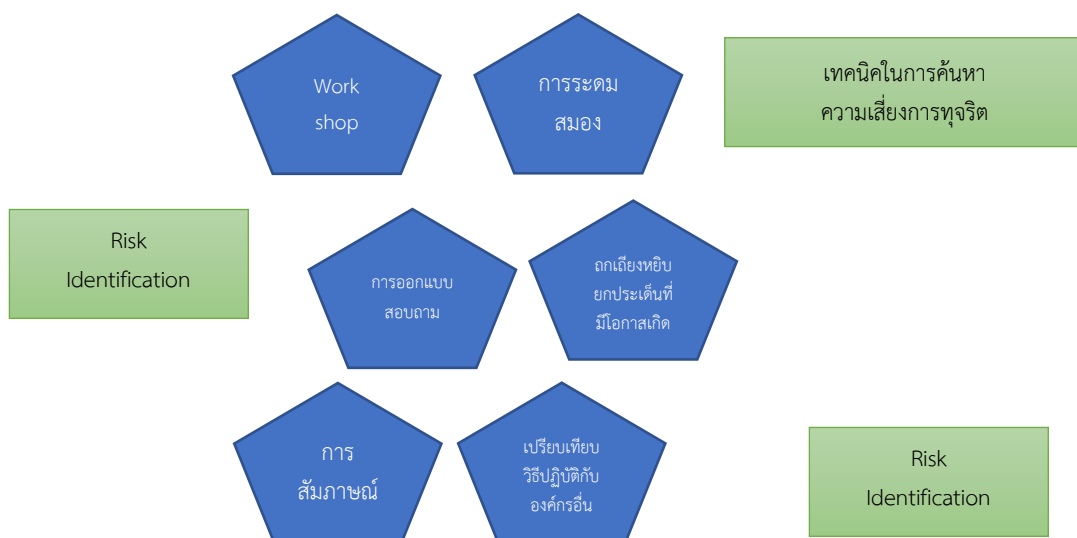 Work
shop
การระดม
สมอง
เทคนิคในการค้นหา
ความเสี่ยงการทุจริต
Risk
Identification
การออกแบบ
สอบถาม
ถกเถียงหยิบ
ยกประเด็นที่
มีโอกาสเกิด
การ
สัมภาษณ์
เปรียบเทียบ
วิธีปฏิบัติกับ
องค์กรอื่น
Risk
Identification